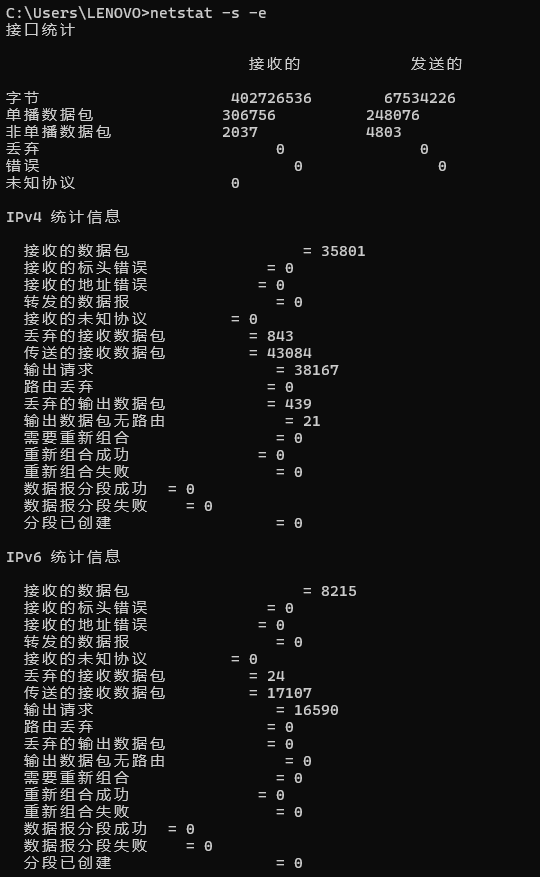 C:\Users\LENOVO>netstat -s -e
接口统计
接收的 发送的
字节 402726536 67534226
单播数据包 306756 248076
非单播数据包 2037 4803
丢弃 0 0
错误 0 0
未知协议 0
IPv4 统计信息
接收的数据包 = 35801
接收的标头错误 = 0
接收的地址错误 = 0
转发的数据报 = 0
接收的未知协议 = 0
丢弃的接收数据包 = 843
传送的接收数据包 = 43084
输出请求 = 38167
路由丢弃 = 0
丢弃的输出数据包 = 439
输出数据包无路由 = 21
需要重新组合 = 0
重新组合成功 = 0
重新组合失败 = 0
数据报分段成功 = 0
数据报分段失败 = 0
分段已创建 = 0
IPv6 统计信息
接收的数据包 = 8215
接收的标头错误 = 0
接收的地址错误 = 0
转发的数据报 = 0
接收的未知协议 = 0
丢弃的接收数据包 = 24
传送的接收数据包 = 17107
输出请求 = 16590
路由丢弃 = 0
丢弃的输出数据包 = 0
输出数据包无路由 = 0
需要重新组合 = 0
重新组合成功 = 0
重新组合失败 = 0
数据报分段成功 = 0
数据报分段失败 = 0
分段已创建 = 0